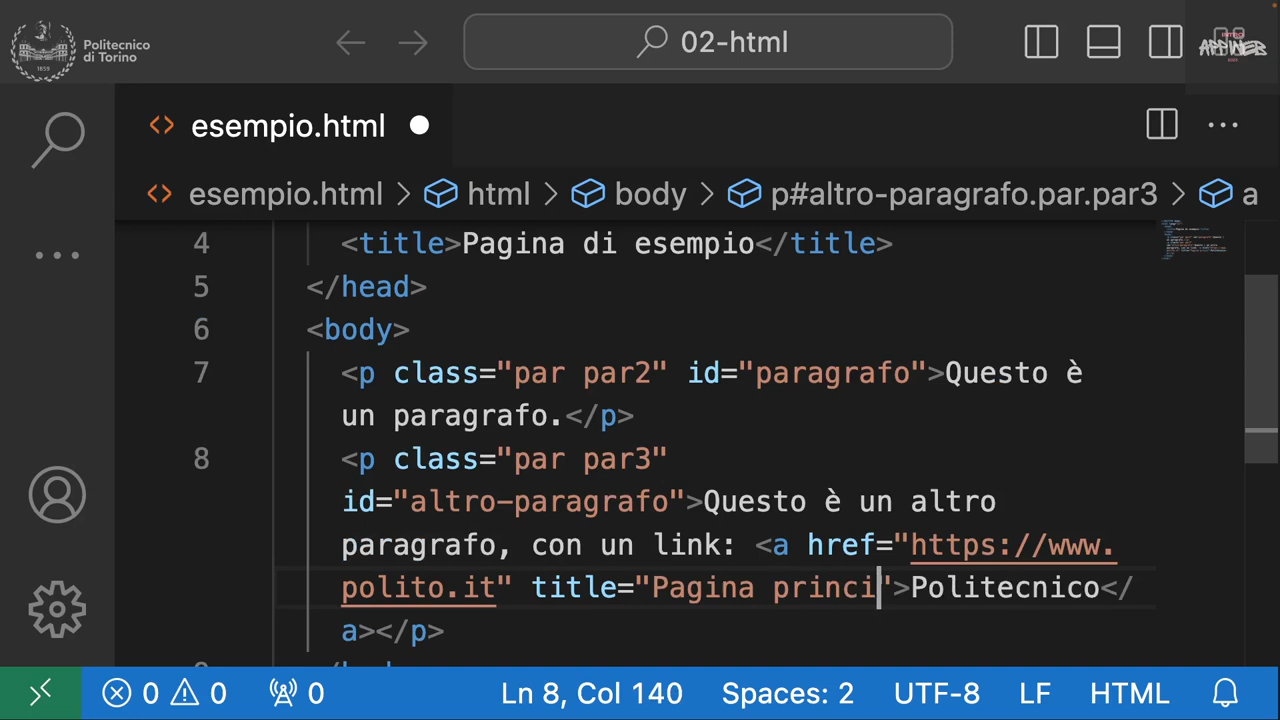 Politecnico
di Torino
1859
02-html
APPINER
esempio.html
esempio.html > html > body > p#altro-paragrafo.par.par3 > a
4 <title>Pagina di esempio</title>
5 </head>
6 <body>
7 <p class="par par2" id="paragrafo">Questo è
un paragrafo.</p>
8 <p class="par par3"
id="altro-paragrafo">Questo è un altro
paragrafo, con un link: <a href="https://www.
polito.it" title="Pagina princi">Politecnico</
a></p>
0 0 0 Ln 8, Col 140 Spaces: 2 UTF-8 LF HTML